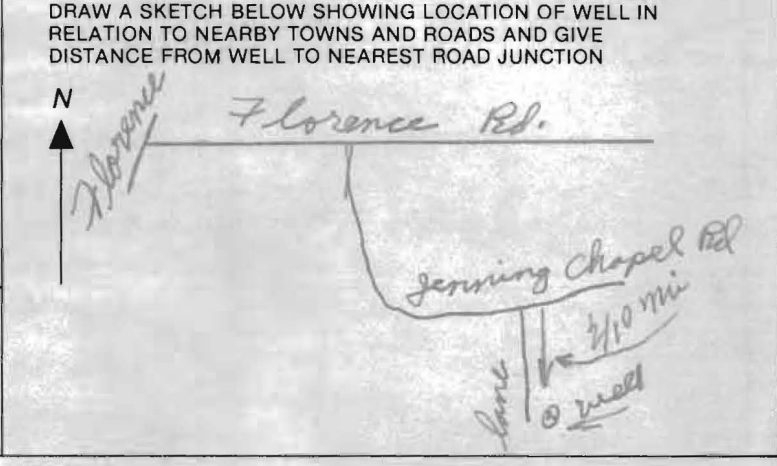 DRAW A SKETCH BELOW SHOWING LOCATION OF WELL IN
RELATION TO NEARBY TOWNS AND ROADS AND GIVE
DISTANCE FROM WELL TO NEAREST ROAD JUNCTION
N
Florence
Florence Rd.
Jenning Chapel Rd
2/10 mi
lane
well